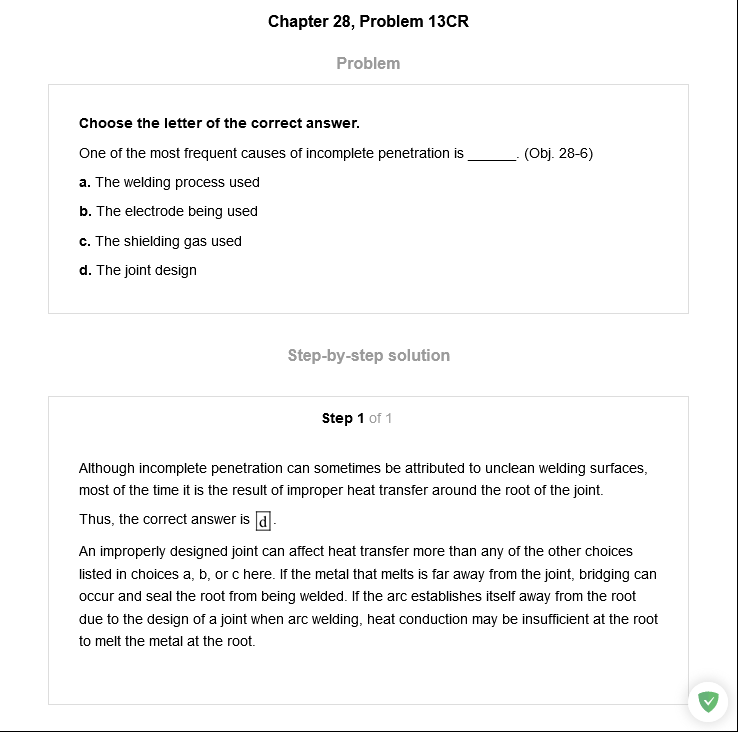 Chapter 28, Problem 13CR
Problem
Choose the letter of the correct answer.
One of the most frequent causes of incomplete penetration is ______. (Obj. 28-6)
a. The welding process used
b. The electrode being used
c. The shielding gas used
d. The joint design
Step-by-step solution
Step 1 of 1
Although incomplete penetration can sometimes be attributed to unclean welding surfaces,
most of the time it is the result of improper heat transfer around the root of the joint.
Thus, the correct answer is d.
An improperly designed joint can affect heat transfer more than any of the other choices
listed in choices a, b, or c here. If the metal that melts is far away from the joint, bridging can
occur and seal the root from being welded. If the arc establishes itself away from the root
due to the design of a joint when arc welding, heat conduction may be insufficient at the root
to melt the metal at the root.